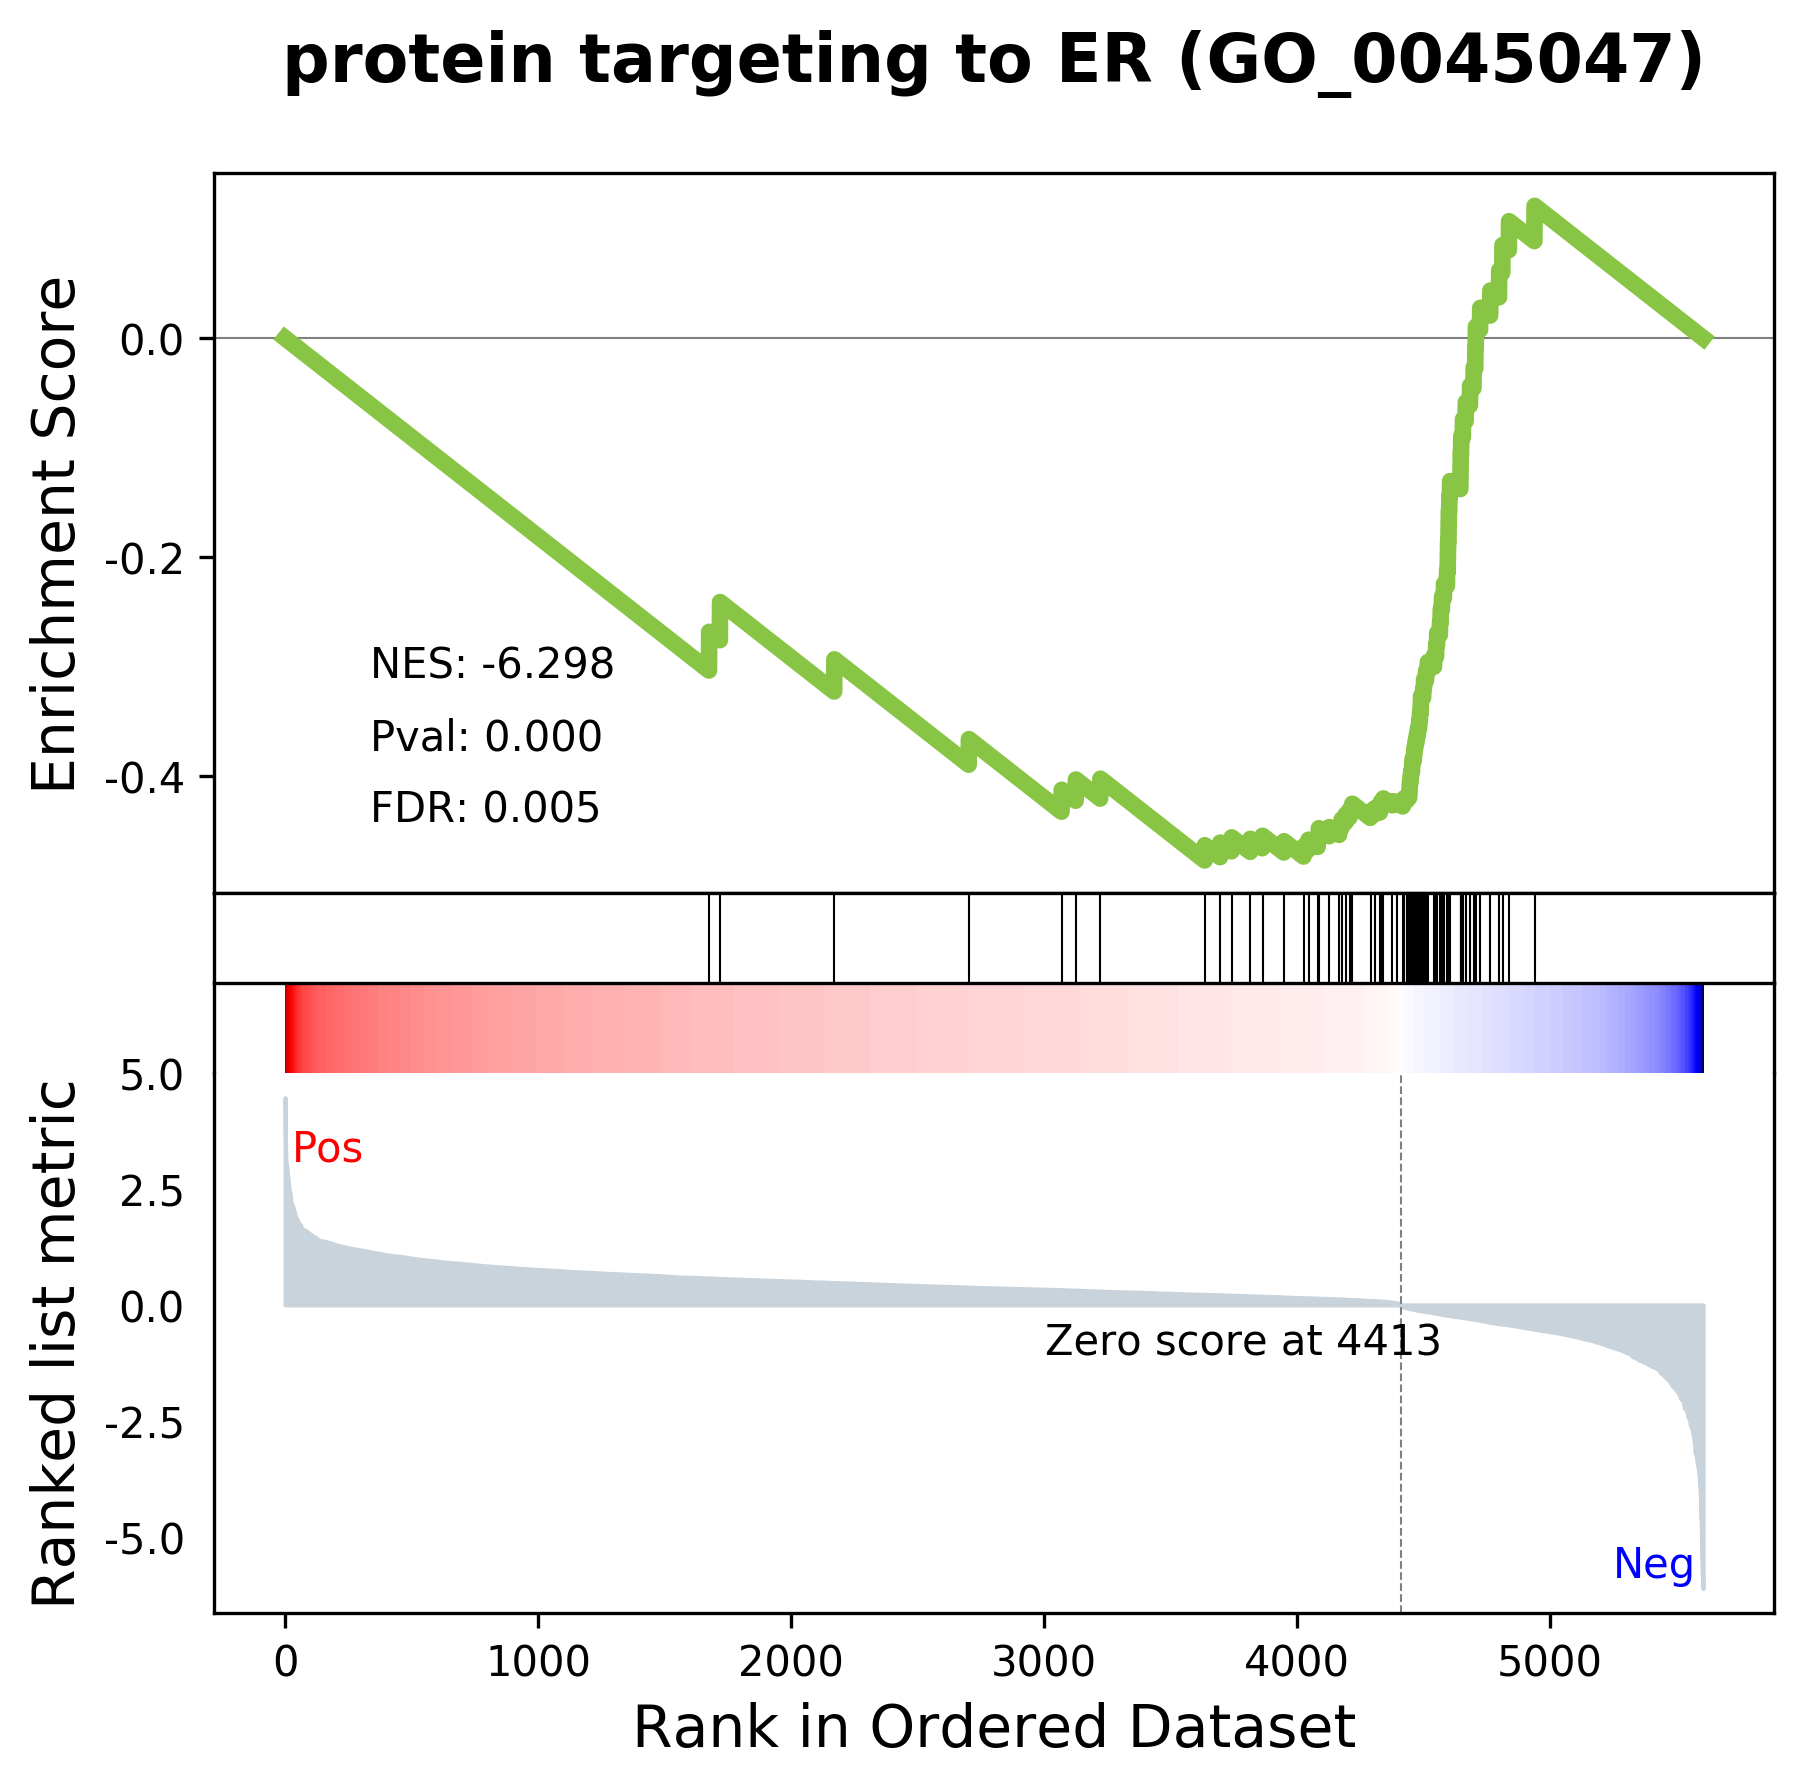 protein targeting to ER (GO_0045047)
Enrichment Score
0.0
-0.2
-0.4
NES: -6.298
Pval: 0.000
FDR: 0.005
Ranked list metric
5.0
2.5
0.0
-2.5
-5.0
Pos
Zero score at 4413
Neg
0 1000 2000 3000 4000 5000
Rank in Ordered Dataset